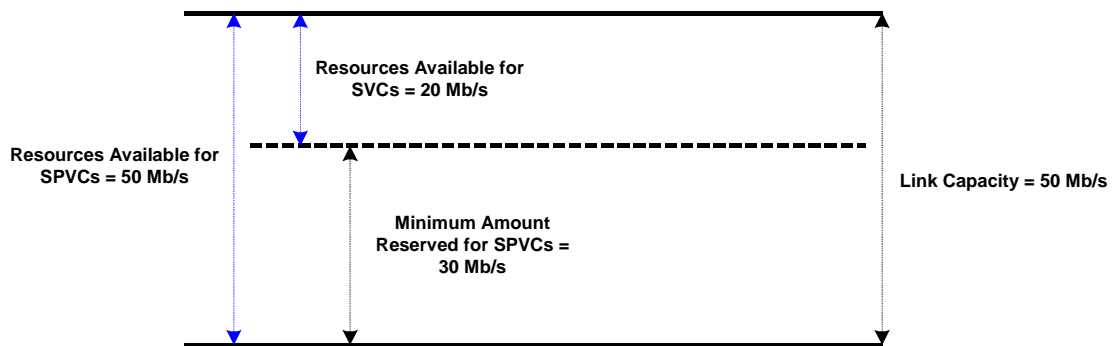 Resources Available for
SVCs = 20 Mb/s
Resources Available for
SPVCs = 50 Mb/s
Link Capacity = 50 Mb/s
Minimum Amount
Reserved for SPVCs =
30 Mb/s